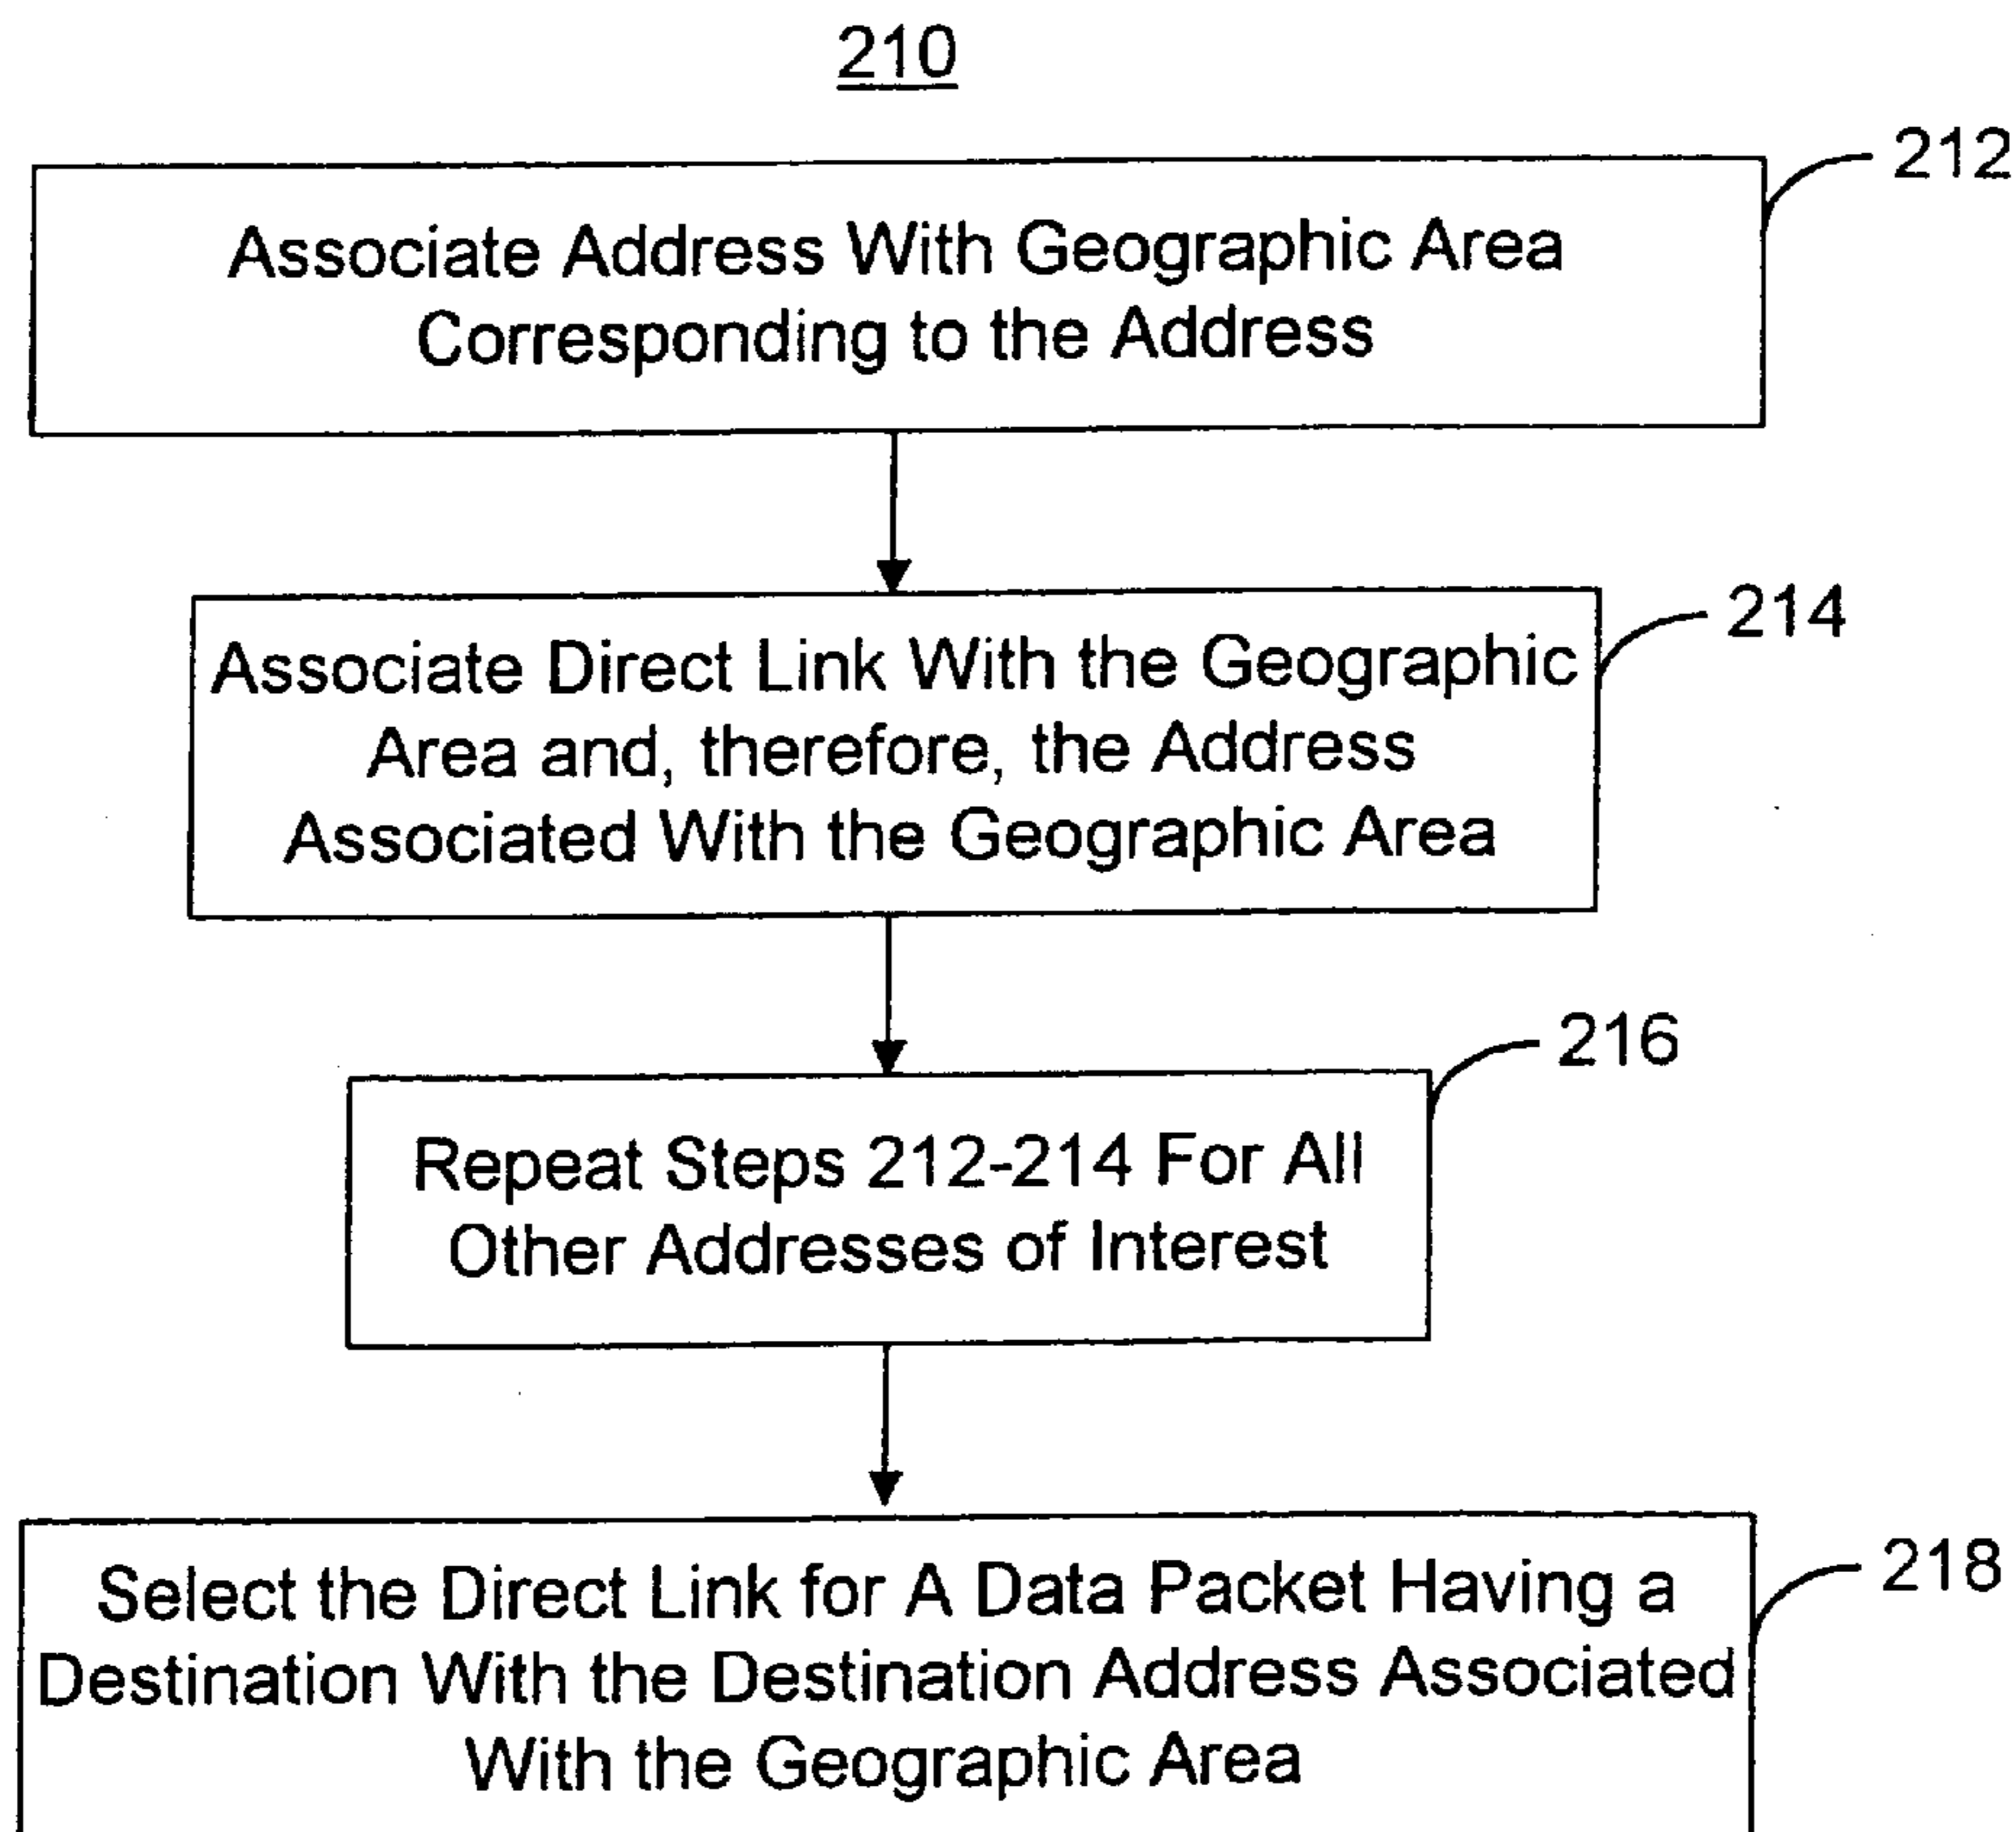 210
212
Associate Address With Geographic Area
Corresponding to the Address
214
Associate Direct Link With the Geographic
Area and, therefore, the Address
Associated With the Geographic Area
216
Repeat Steps 212-214 For All
Other Addresses of Interest
218
Select the Direct Link for A Data Packet Having a
Destination With the Destination Address Associated
With the Geographic Area